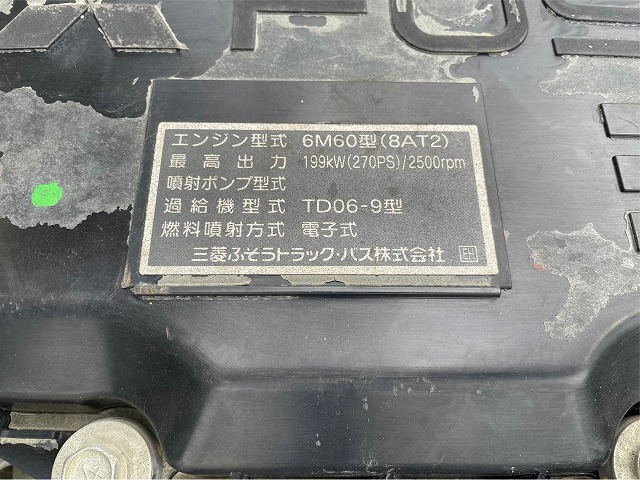 FUS
エンジン型式 6M60型(8AT2)
最高出力 199kW(270PS)/2500rpm
噴射ポンプ型式
過給機型式 TD06-9型
燃料噴射方式 電子式
三菱ふそうトラック・バス株式会社 EH